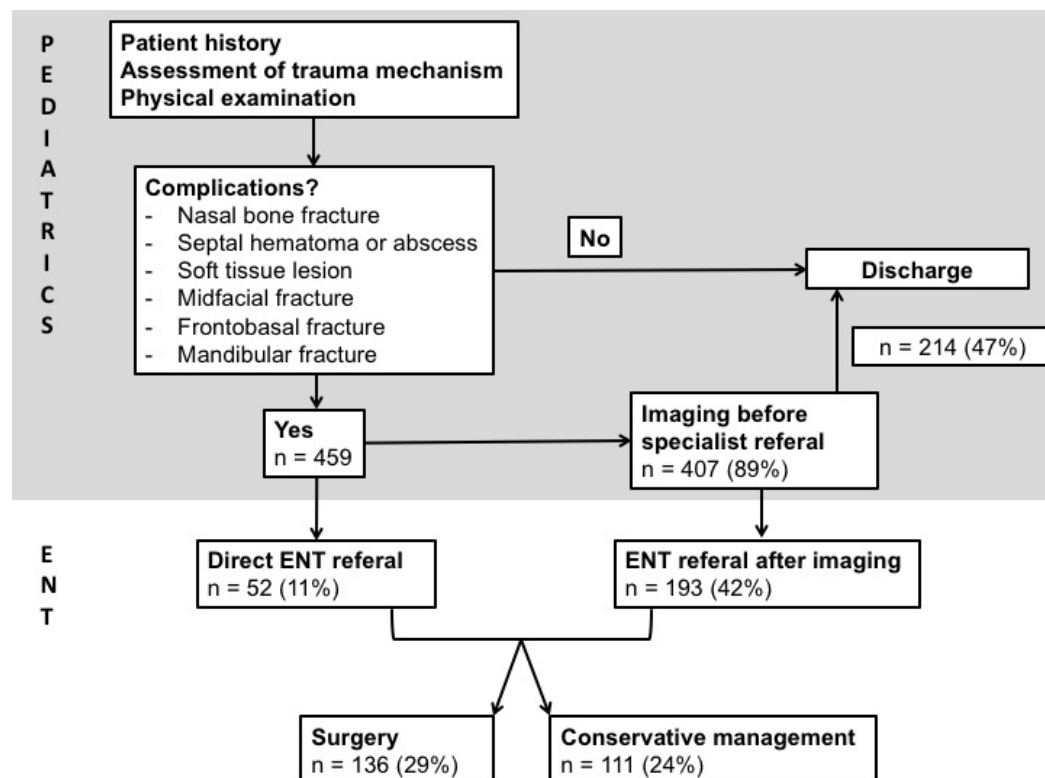 PEDIATRICS
Patient history
Assessment of trauma mechanism
Physical examination
Complications?
- Nasal bone fracture
- Septal hematoma or abscess
- Soft tissue lesion
- Midfacial fracture
- Frontobasal fracture
- Mandibular fracture
No
Discharge
n = 214 (47%)
Yes
n = 459
Imaging before
specialist referal
n = 407 (89%)
ENT
Direct ENT referal
n = 52 (11%)
ENT referal after imaging
n = 193 (42%)
Surgery
n = 136 (29%)
Conservative management
n = 111 (24%)